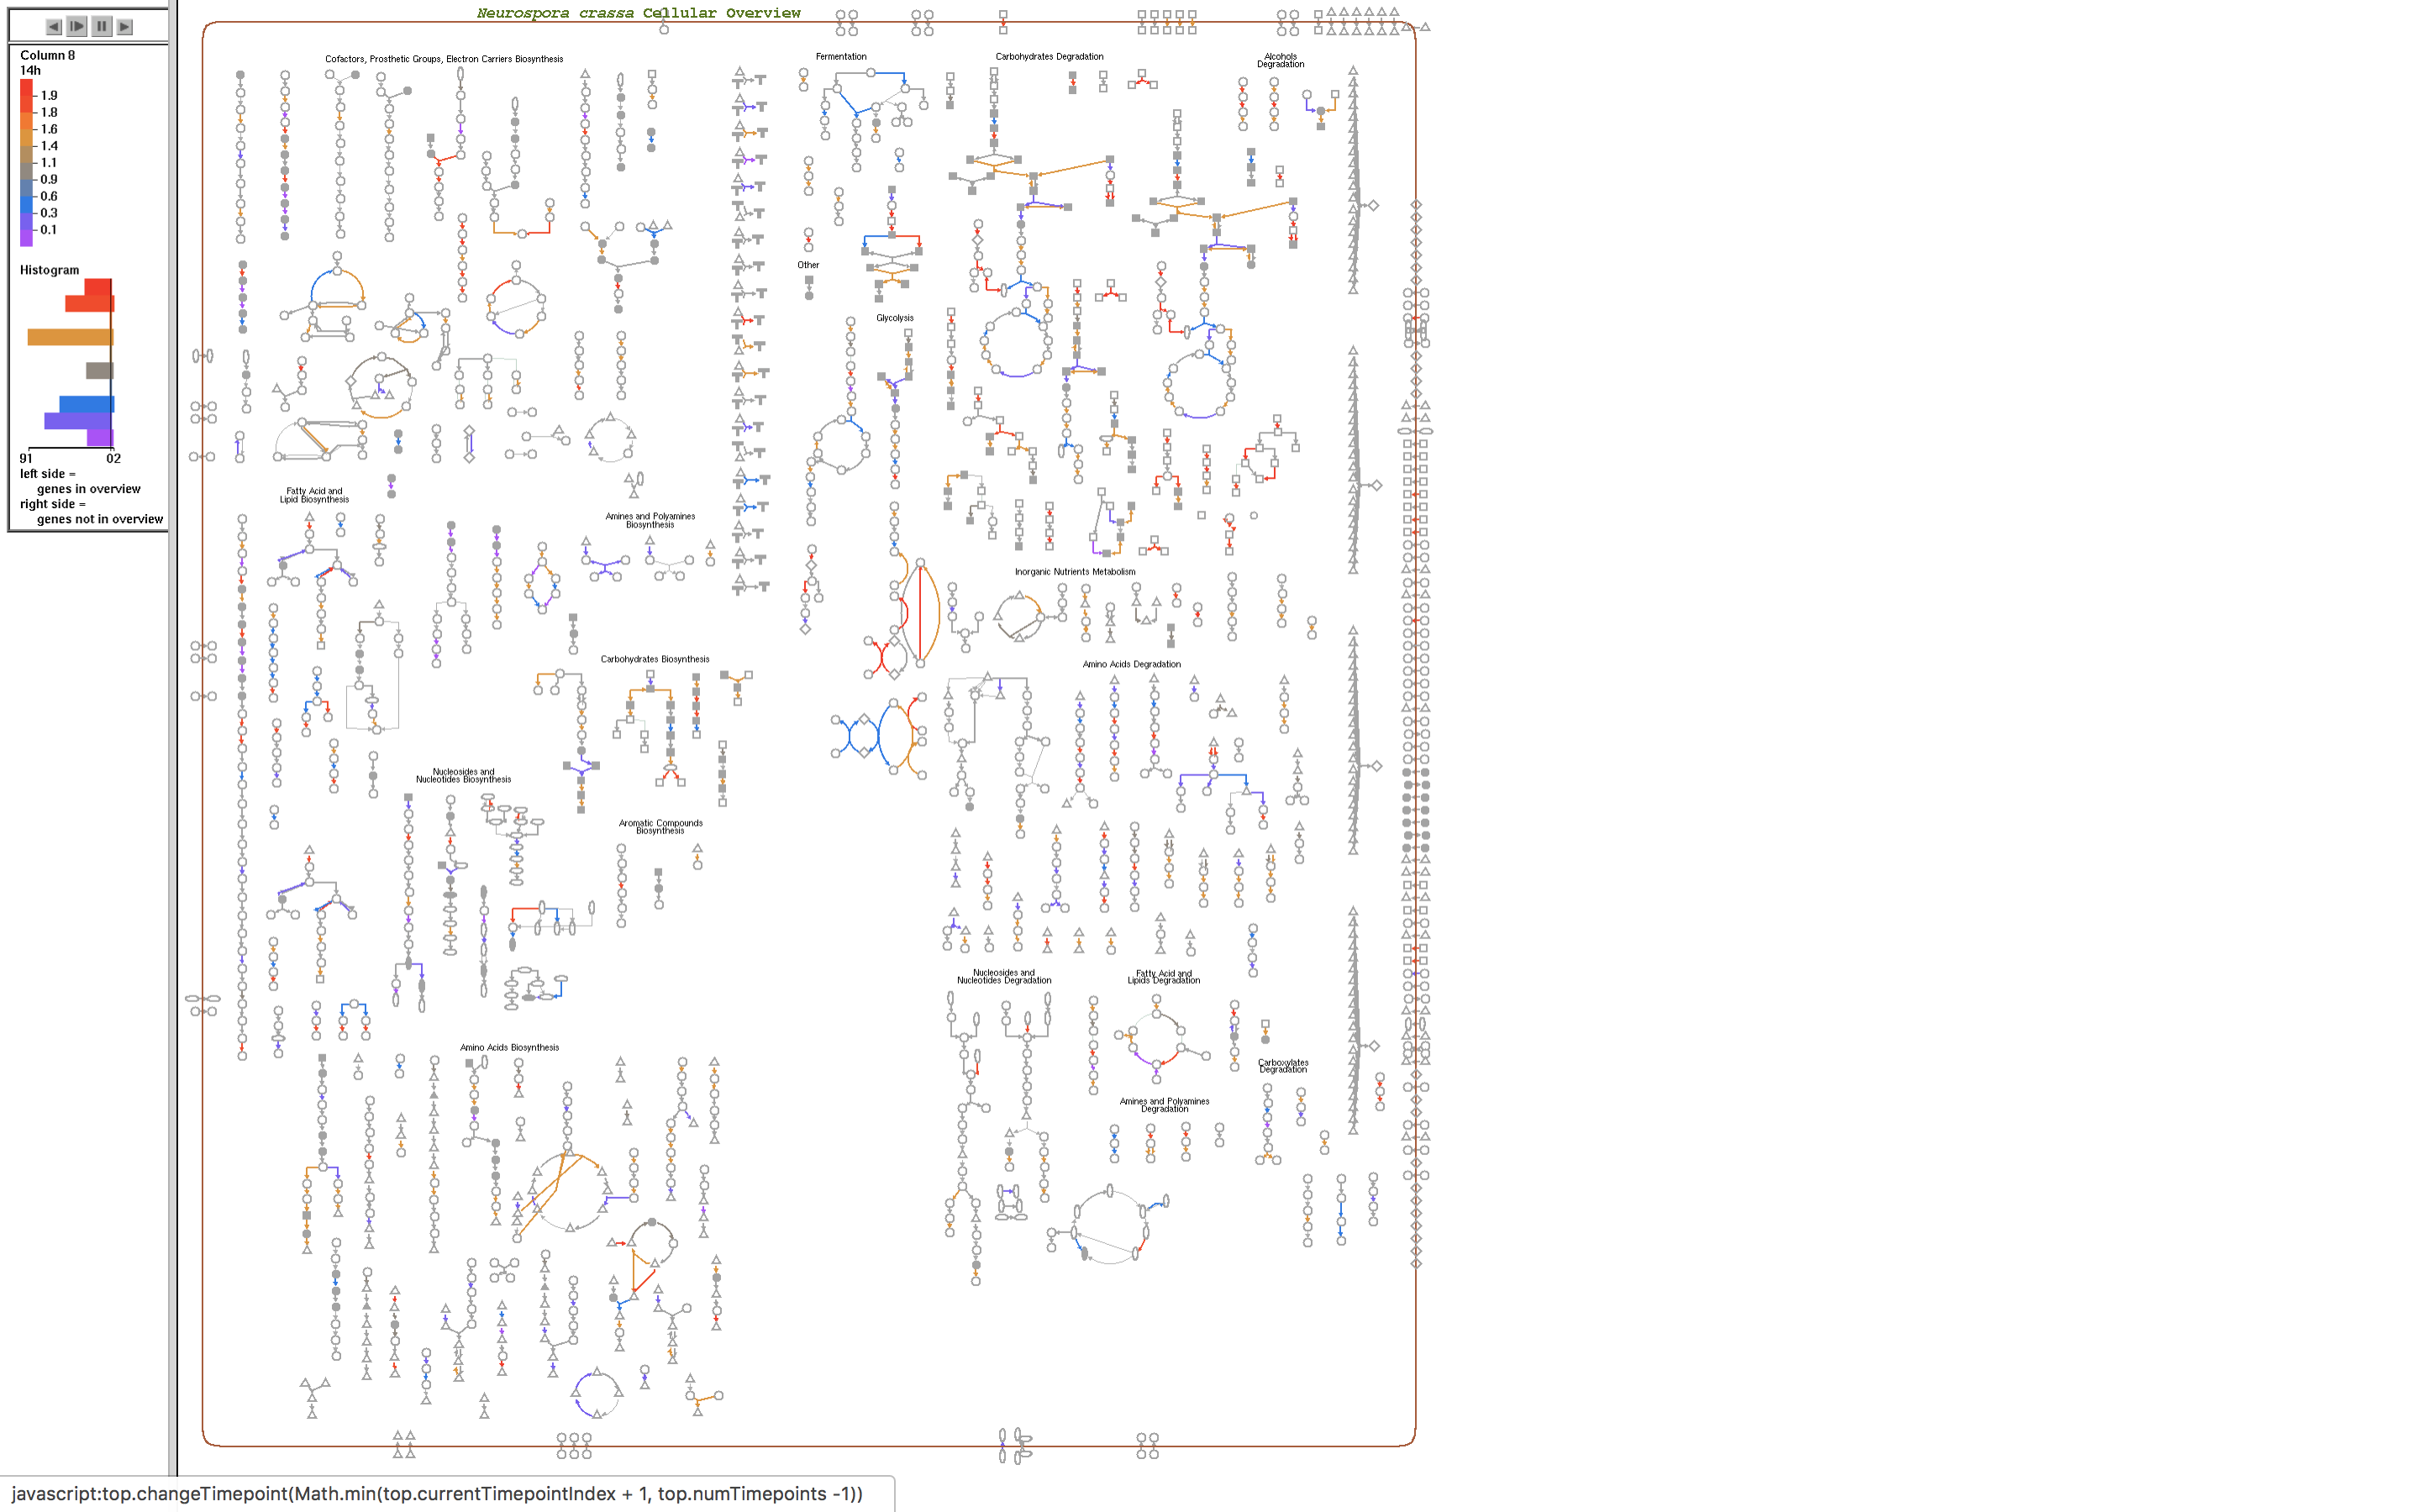 Neurospora crassa Cellular Overview
Column 8
14h
1.9
1.8
1.6
1.4
1.1
0.9
0.6
0.3
0.1
Histogram
91 02
left side =
genes in overview
right side =
genes not in overview
Cofactors, Prosthetic Groups, Electron Carriers Biosynthesis
Fermentation
Carbohydrates Degradation
Alcohols
Degradation
Other
Glycolysis
Fatty Acid and
Lipid Biosynthesis
Amines and Polyamines
Biosynthesis
Inorganic Nutrients Metabolism
Carbohydrates Biosynthesis
Amino Acids Degradation
Nucleosides and
Nucleotides Biosynthesis
Aromatic Compounds
Biosynthesis
Nucleosides and
Nucleotides Degradation
Fatty Acid and
Lipids Degradation
Amino Acids Biosynthesis
Carboxylates
Degradation
Amines and Polyamines
Degradation
javascript:top.changeTimepoint(Math.min(top.currentTimepointIndex + 1, top.numTimepoints -1))